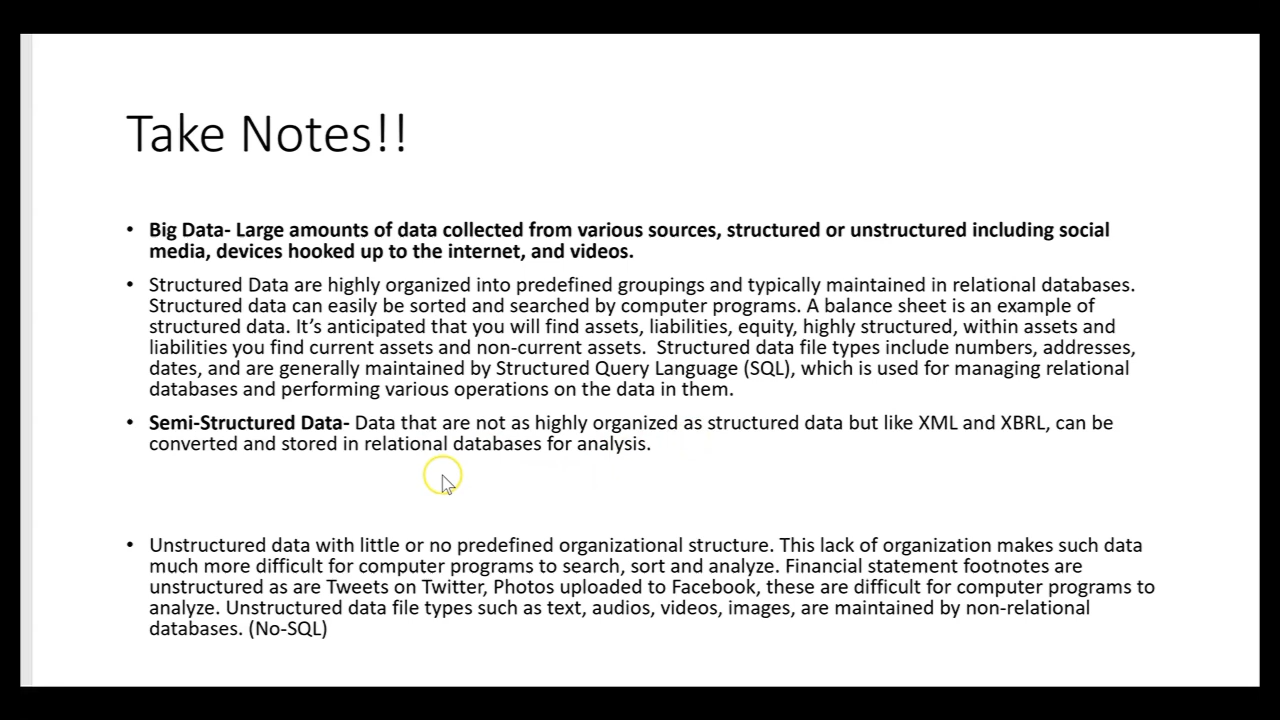 Take Notes!!
• Big Data- Large amounts of data collected from various sources, structured or unstructured including social
media, devices hooked up to the internet, and videos.
• Structured Data are highly organized into predefined groupings and typically maintained in relational databases.
Structured data can easily be sorted and searched by computer programs. A balance sheet is an example of
structured data. It’s anticipated that you will find assets, liabilities, equity, highly structured, within assets and
liabilities you find current assets and non-current assets.  Structured data file types include numbers, addresses,
dates, and are generally maintained by Structured Query Language (SQL), which is used for managing relational
databases and performing various operations on the data in them.
• Semi-Structured Data- Data that are not as highly organized as structured data but like XML and XBRL, can be
converted and stored in relational databases for analysis.
• Unstructured data with little or no predefined organizational structure. This lack of organization makes such data
much more difficult for computer programs to search, sort and analyze. Financial statement footnotes are
unstructured as are Tweets on Twitter, Photos uploaded to Facebook, these are difficult for computer programs to
analyze. Unstructured data file types such as text, audios, videos, images, are maintained by non-relational
databases. (No-SQL)